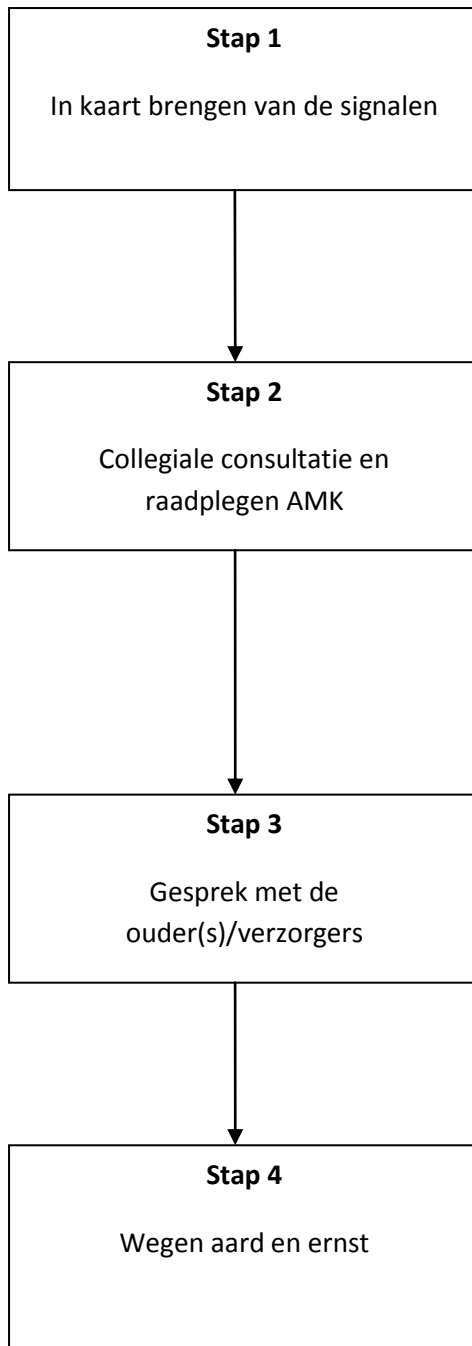 Stap 1
In kaart brengen van de signalen
Stap 2
Collegiale consultatie en
raadplegen AMK
Stap 3
Gesprek met de
ouder(s)/verzorgers
Stap 4
Wegen aard en ernst